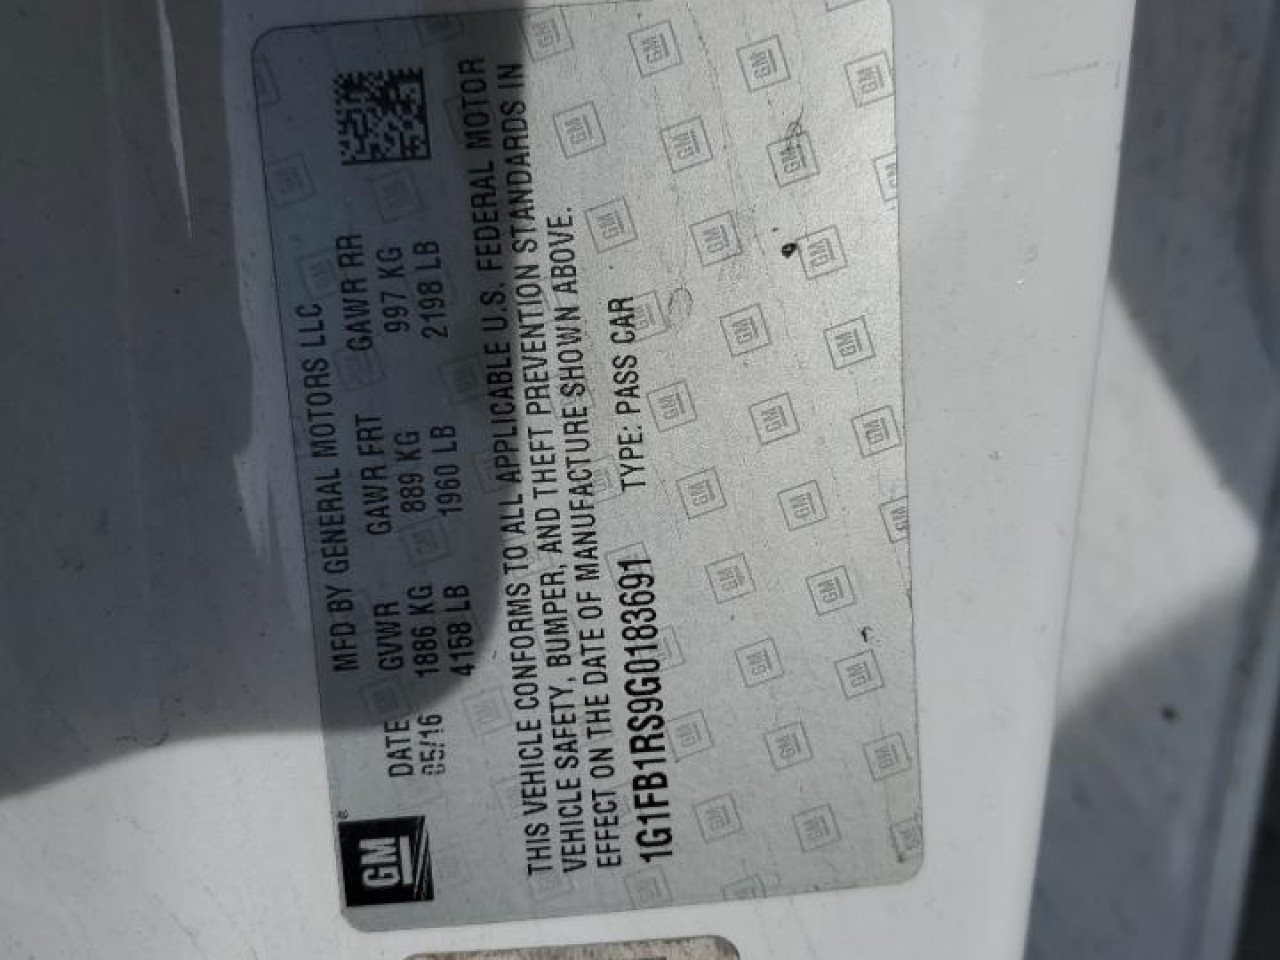 GM®
MFD BY GENERAL MOTORS LLC
DATE GVWR GAWR FRT GAWR RR
05/16 1886 KG 889 KG 997 KG
4158 LB 1960 LB 2198 LB
THIS VEHICLE CONFORMS TO ALL APPLICABLE U.S. FEDERAL MOTOR
VEHICLE SAFETY, BUMPER, AND THEFT PREVENTION STANDARDS IN
EFFECT ON THE DATE OF MANUFACTURE SHOWN ABOVE.
1G1FB1RS9G0183691 TYPE: PASS CAR